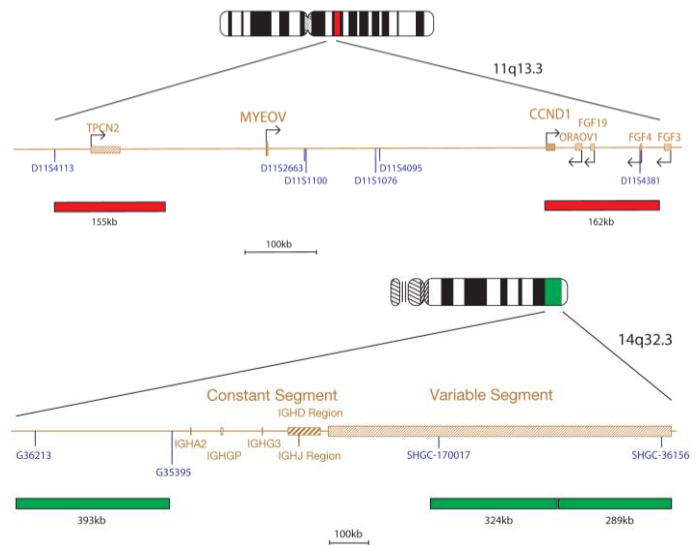 11q13.3
TPCN2
MYEOV
CCND1
FGF19
ORAOV1
FGF4
FGF3
D11S4113
D11S2663
D11S4095
D11S1100
D11S1076
D11S4381
155kb
162kb
100kb
14q32.3
Constant Segment
Variable Segment
IGHD Region
IGHA2
IGHG3
IGHGP
IGHJ Region
G36213
G35395
SHGC-170017
SHGC-36156
393kb
324kb
289kb
100kb